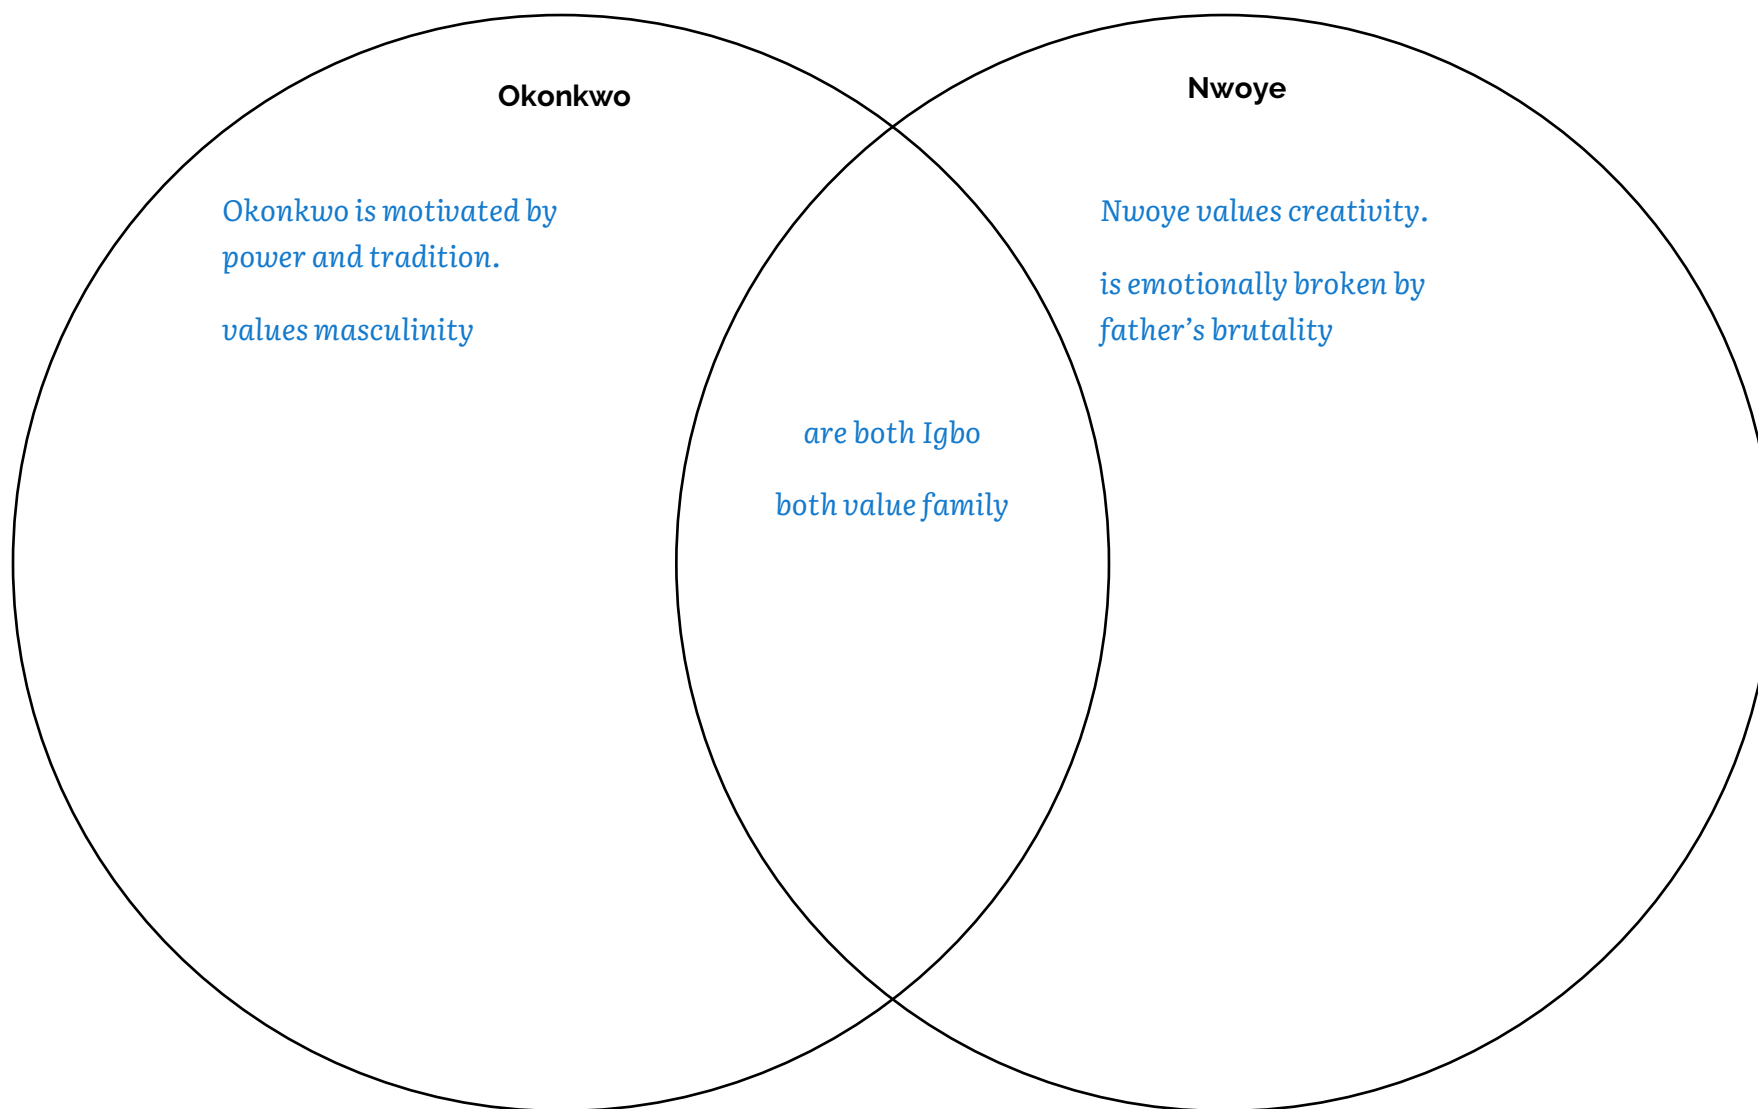 Okonkwo
Okonkwo is motivated by
power and tradition.
values masculinity
are both Igbo
both value family
Nwoye
Nwoye values creativity.
is emotionally broken by
father’s brutality